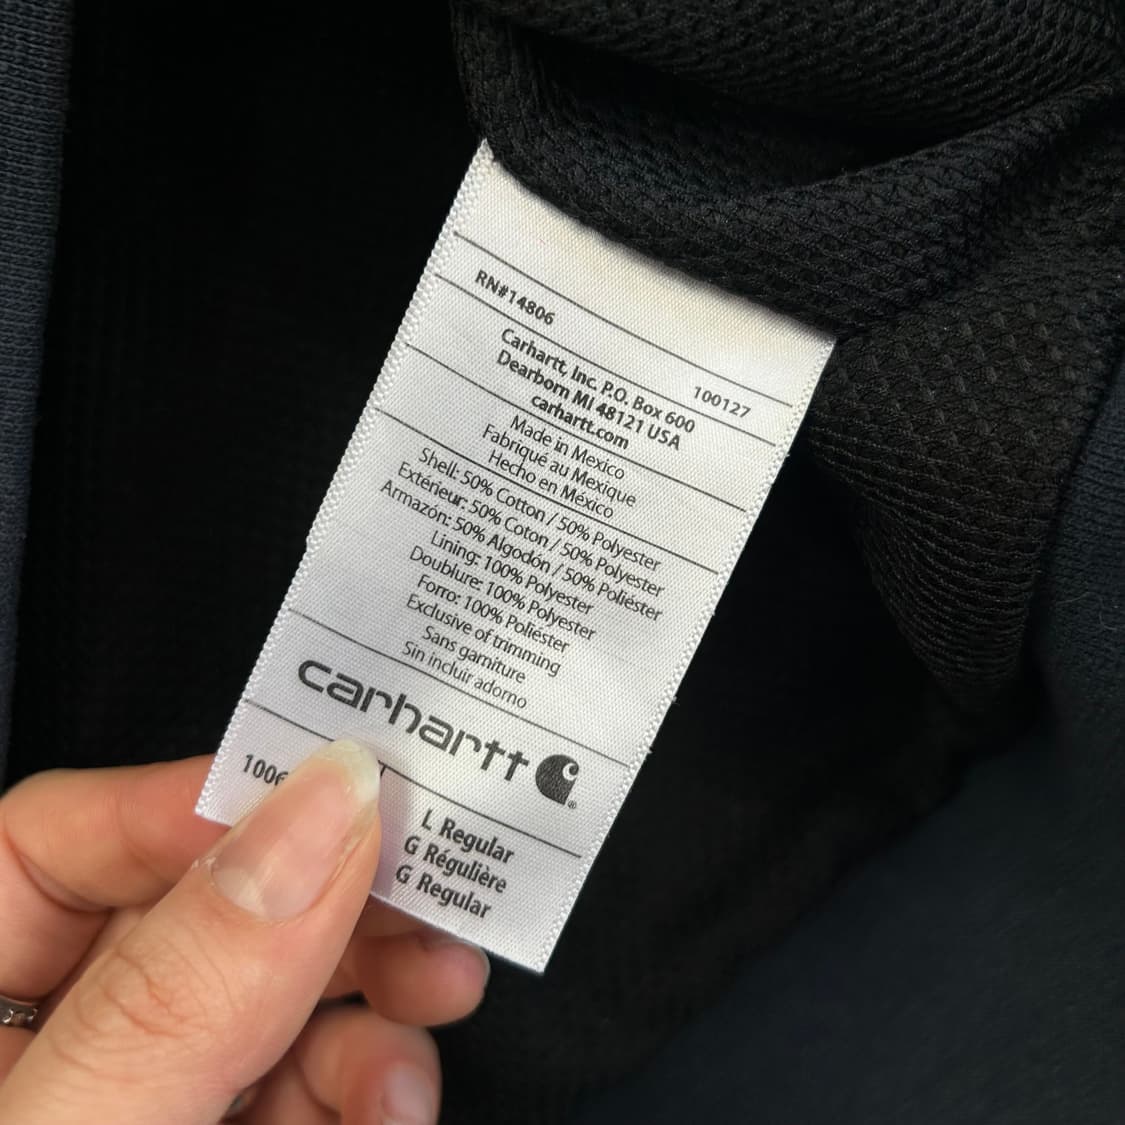 RN#14806 100127
Carhartt, Inc. P.O. Box 600
Dearborn MI 48121 USA
carhartt.com
Made in Mexico
Fabriqué au Mexique
Hecho en México
Shell: 50% Cotton / 50% Polyester
Extérieur: 50% Coton / 50% Polyester
Armazón: 50% Algodón / 50% Poliéster
Lining: 100% Polyester
Doublure: 100% Polyester
Forro: 100% Poliéster
Exclusive of trimming
Sans garniture
Sin incluir adorno
carhartt
L Regular
G Régulière
G Regular